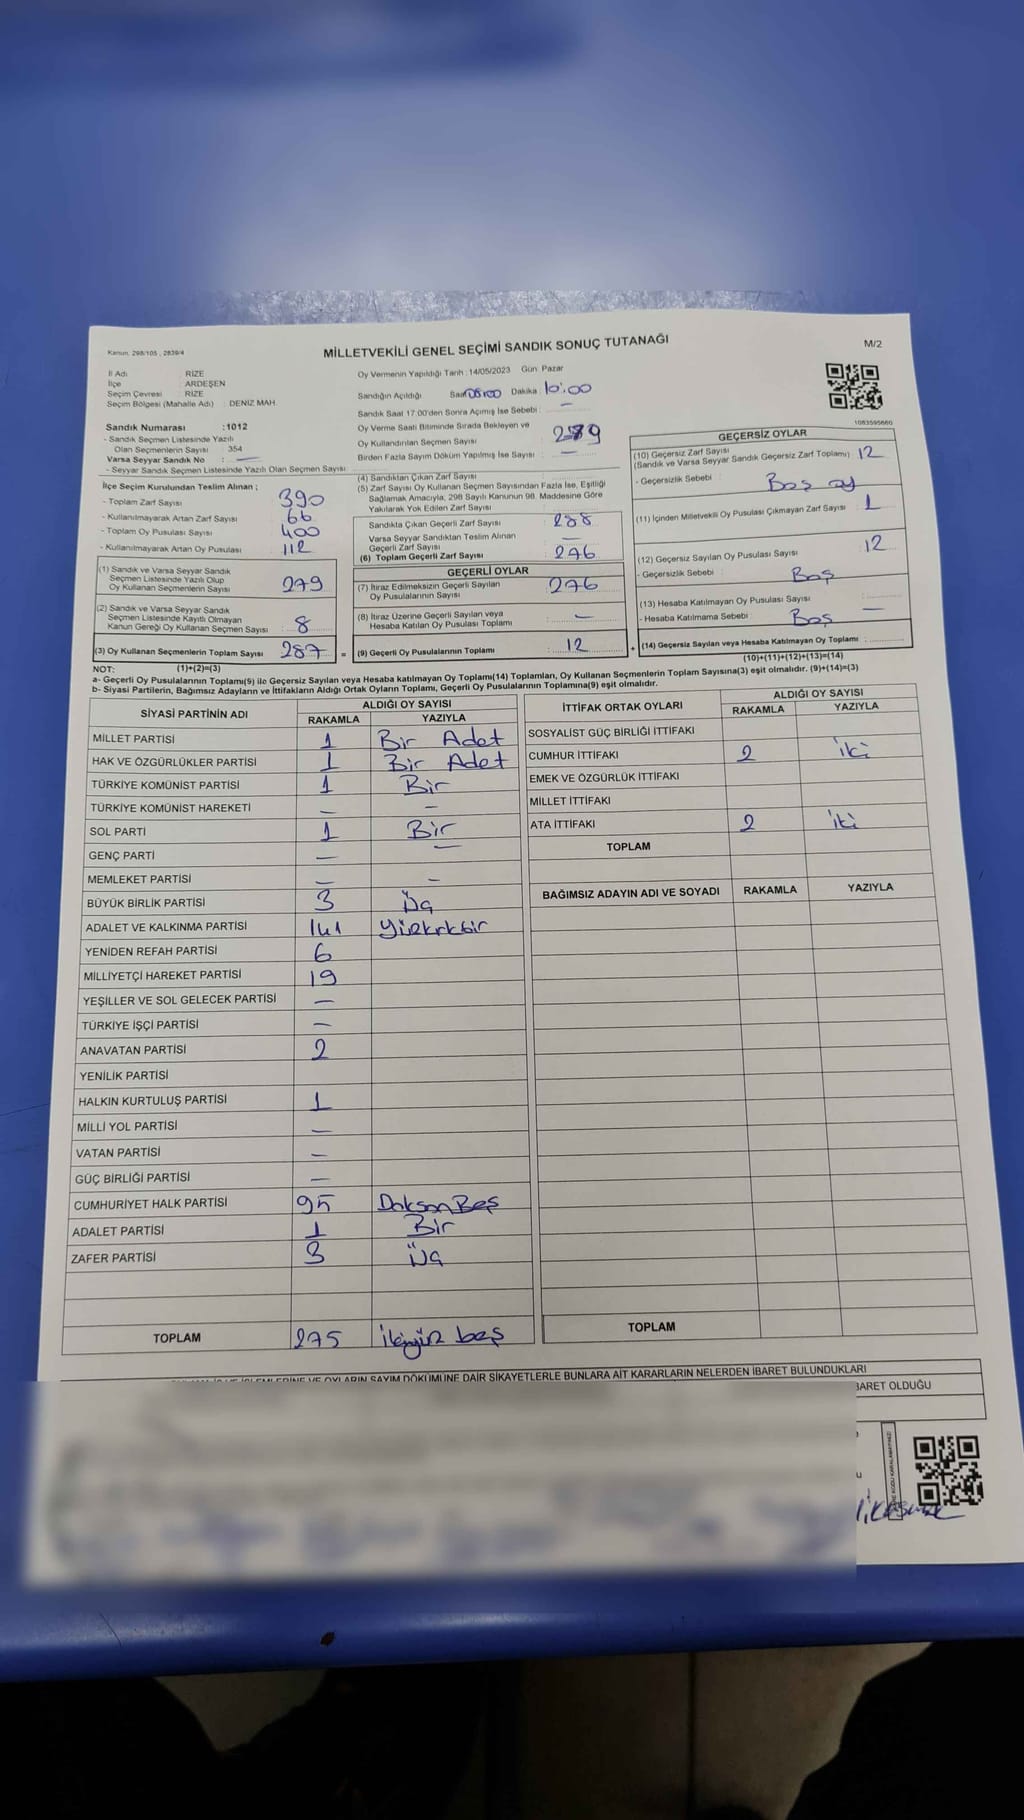 Kanun, 298/105 , 2839/4
MİLLETVEKİLİ GENEL SEÇİMİ SANDIK SONUÇ TUTANAĞI
M/2
İl Adı RİZE
İlçe ARDEŞEN
Seçim Çevresi RİZE
Seçim Bölgesi (Mahalle Adı) : DENİZ MAH.
Sandık Numarası :1012
- Sandık Seçmen Listesinde Yazılı
Olan Seçmenlerin Sayısı : 354
Varsa Seyyar Sandık No : —
- Seyyar Sandık Seçmen Listesinde Yazılı Olan Seçmen Sayısı :
Oy Vermenin Yapıldığı Tarih :14/05/2023 Gün Pazar
Sandığın Açıldığı Saat 08:00 Dakika : 10:00
Sandık Saat 17:00'den Sonra Açımış İse Sebebi : —
Oy Verme Saati Bitiminde Sırada Bekleyen ve
Oy Kullandırılan Seçmen Sayısı
Birden Fazla Sayım Döküm Yapılmış İse Sayısı : —
1083595660
İlçe Seçim Kurulundan Teslim Alınan ;
- Toplam Zarf Sayısı : 390
- Kullanılmayarak Artan Zarf Sayısı : 66
- Toplam Oy Pusulası Sayısı : 400
- Kullanılmayarak Artan Oy Pusulası : 112
(1) Sandık ve Varsa Seyyar Sandık
Seçmen Listesinde Yazılı Olup
Oy Kullanan Seçmenlerin Sayısı : 279
(2) Sandık ve Varsa Seyyar Sandık
Seçmen Listesinde Kayıtlı Olmayan
Kanun Gereği Oy Kullanan Seçmen Sayısı : 8
(3) Oy Kullanan Seçmenlerin Toplam Sayısı : 287 =
(1)+(2)=(3)
(4) Sandıktan Çıkan Zarf Sayısı
(5) Zarf Sayısı Oy Kullanan Seçmen Sayısından Fazla İse, Eşitliği
Sağlamak Amacıyla, 298 Sayılı Kanunun 98. Maddesine Göre
Yakılarak Yok Edilen Zarf Sayısı :
Sandıkta Çıkan Geçerli Zarf Sayısı : 288
Varsa Seyyar Sandıktan Teslim Alınan
Geçerli Zarf Sayısı : —
(6) Toplam Geçerli Zarf Sayısı : 276
GEÇERLİ OYLAR
(7) İtiraz Edilmeksizin Geçerli Sayılan
Oy Pusulalarının Sayısı : 276
(8) İtiraz Üzerine Geçerli Sayılan veya
Hesaba Katılan Oy Pusulası Toplamı : —
(9) Geçerli Oy Pusulalarının Toplamı : 12 +
GEÇERSİZ OYLAR
(10) Geçersiz Zarf Sayısı
(Sandık ve Varsa Seyyar Sandık Geçersiz Zarf Toplamı) : 12
- Geçersizlik Sebebi : Boş oy
(11) İçinden Milletvekili Oy Pusulası Çıkmayan Zarf Sayısı : 1
(12) Geçersiz Sayılan Oy Pusulası Sayısı : 12
- Geçersizlik Sebebi : Boş
(13) Hesaba Katılmayan Oy Pusulası Sayısı : —
- Hesaba Katılmama Sebebi : Boş
(14) Geçersiz Sayılan veya Hesaba Katılmayan Oy Toplamı :
(10)+(11)+(12)+(13)=(14)
NOT:
a- Geçerli Oy Pusulalarının Toplamı(9) ile Geçersiz Sayılan veya Hesaba katılmayan Oy Toplamı(14) Toplamları, Oy Kullanan Seçmenlerin Toplam Sayısına(3) eşit olmalıdır. (9)+(14)=(3)
b- Siyasi Partilerin, Bağımsız Adayların ve İttifakların Aldığı Ortak Oyların Toplamı, Geçerli Oy Pusulalarının Toplamına(9) eşit olmalıdır.
SİYASİ PARTİNİN ADI ALDIĞI OY SAYISI
RAKAMLA YAZIYLA
MİLLET PARTİSİ 1 Bir Adet
HAK VE ÖZGÜRLÜKLER PARTİSİ 1 Bir Adet
TÜRKİYE KOMÜNİST PARTİSİ 1 Bir
TÜRKİYE KOMÜNİST HAREKETİ — —
SOL PARTİ 1 Bir
GENÇ PARTİ — —
MEMLEKET PARTİSİ — —
BÜYÜK BİRLİK PARTİSİ 3 Üç
ADALET VE KALKINMA PARTİSİ 141
YENİDEN REFAH PARTİSİ 6
MİLLİYETÇİ HAREKET PARTİSİ 19
YEŞİLLER VE SOL GELECEK PARTİSİ —
TÜRKİYE İŞÇİ PARTİSİ —
ANAVATAN PARTİSİ 2
YENİLİK PARTİSİ
HALKIN KURTULUŞ PARTİSİ 1
MİLLİ YOL PARTİSİ —
VATAN PARTİSİ —
GÜÇ BİRLİĞİ PARTİSİ —
CUMHURİYET HALK PARTİSİ 95 Doksan Beş
ADALET PARTİSİ 1 Bir
ZAFER PARTİSİ 3 Üç
TOPLAM 275 beş
İTTİFAK ORTAK OYLARI ALDIĞI OY SAYISI
RAKAMLA YAZIYLA
SOSYALİST GÜÇ BİRLİĞİ İTTİFAKI
CUMHUR İTTİFAKI 2 iki
EMEK VE ÖZGÜRLÜK İTTİFAKI
MİLLET İTTİFAKI
ATA İTTİFAKI 2 iki
TOPLAM
BAĞIMSIZ ADAYIN ADI VE SOYADI RAKAMLA YAZIYLA
TOPLAM
OYLARIN SAYIM DÖKÜMÜNE DAİR ŞİKAYETLERLE BUNLARA AİT KARARLARIN NELERDEN İBARET BULUNDUKLARI
BARET OLDUĞU